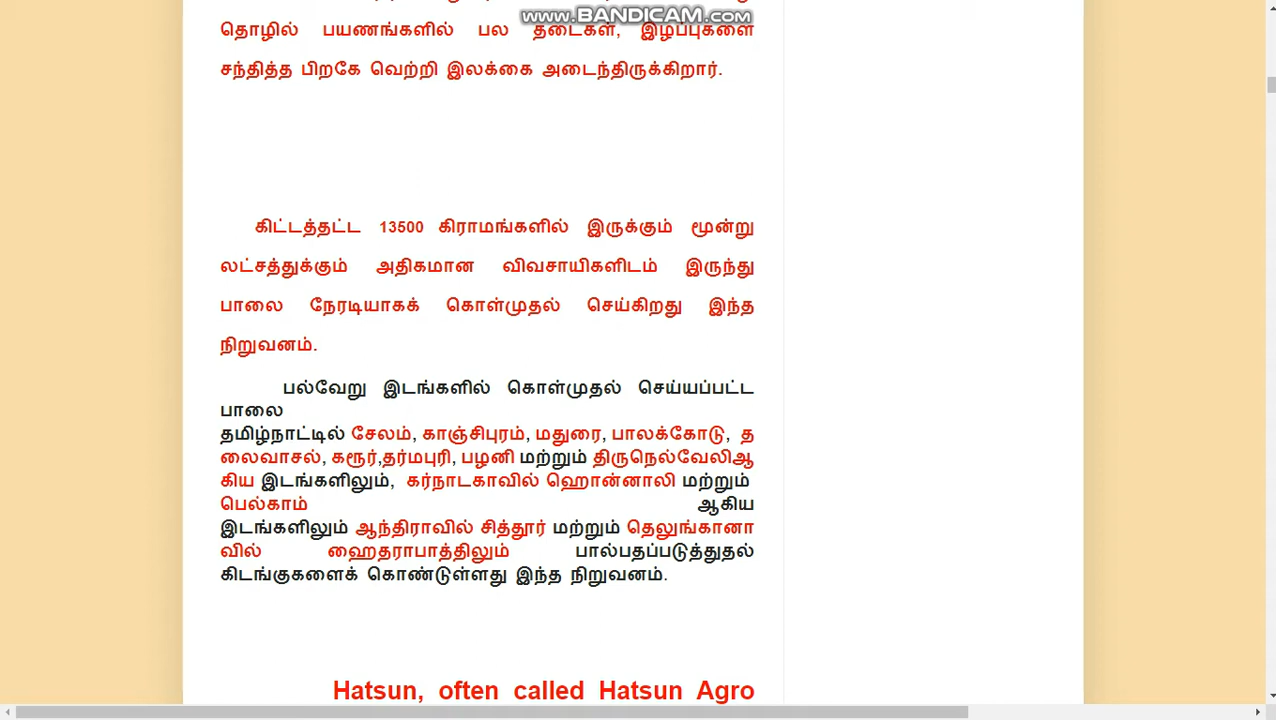 www.BANDICAM.com
தொழில் பயணங்களில் பல தடைகள், இழப்புகளை
சந்தித்த பிறகே வெற்றி இலக்கை அடைந்திருக்கிறார்.
கிட்டத்தட்ட 13500 கிராமங்களில் இருக்கும் மூன்று
லட்சத்துக்கும் அதிகமான விவசாயிகளிடம் இருந்து
பாலை நேரடியாகக் கொள்முதல் செய்கிறது இந்த
நிறுவனம்.
பல்வேறு இடங்களில் கொள்முதல் செய்யப்பட்ட
பாலை
தமிழ்நாட்டில் சேலம், காஞ்சிபுரம், மதுரை, பாலக்கோடு, த
லைவாசல், கரூர்,தர்மபுரி, பழனி மற்றும் திருநெல்வேலிஆ
கிய இடங்களிலும், கர்நாடகாவில் ஹொன்னாலி மற்றும்
பெல்காம் ஆகிய
இடங்களிலும் ஆந்திராவில் சித்தூர் மற்றும் தெலுங்கானா
வில் ஹைதராபாத்திலும் பால்பதப்படுத்துதல்
கிடங்குகளைக் கொண்டுள்ளது இந்த நிறுவனம்.
Hatsun, often called Hatsun Agro